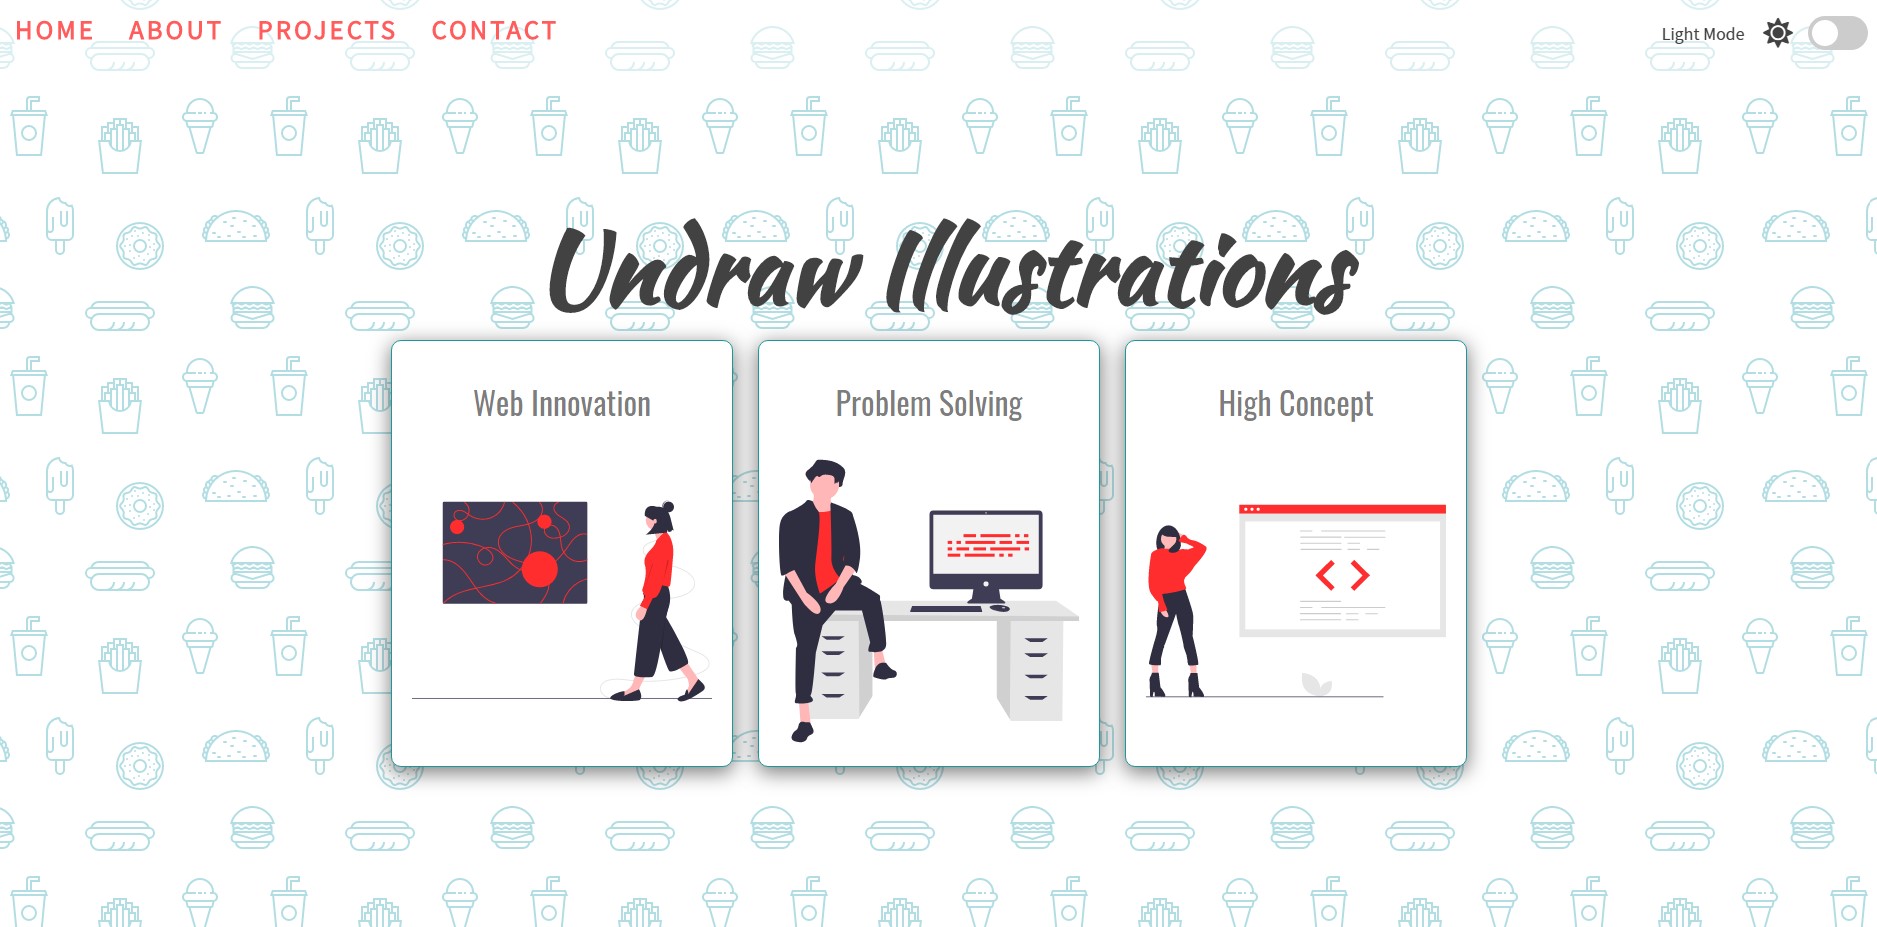 HOME ABOUT PROJECTS CONTACT
Light Mode
Undraw Illustrations
Web Innovation
Problem Solving
High Concept